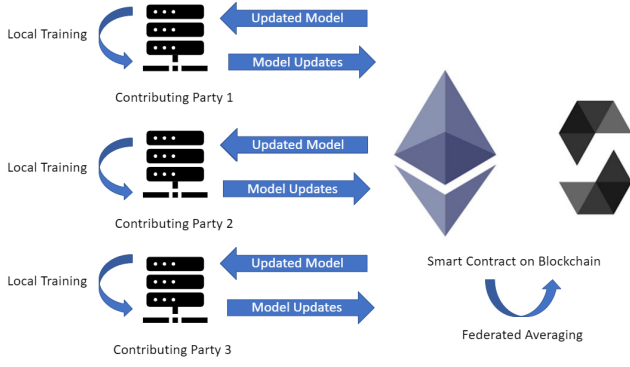 Updated Model
Local Training
Model Updates
Contributing Party 1
Updated Model
Local Training
Model Updates
Contributing Party 2
Updated Model
Smart Contract on Blockchain
Local Training
Model Updates
Federated Averaging
Contributing Party 3